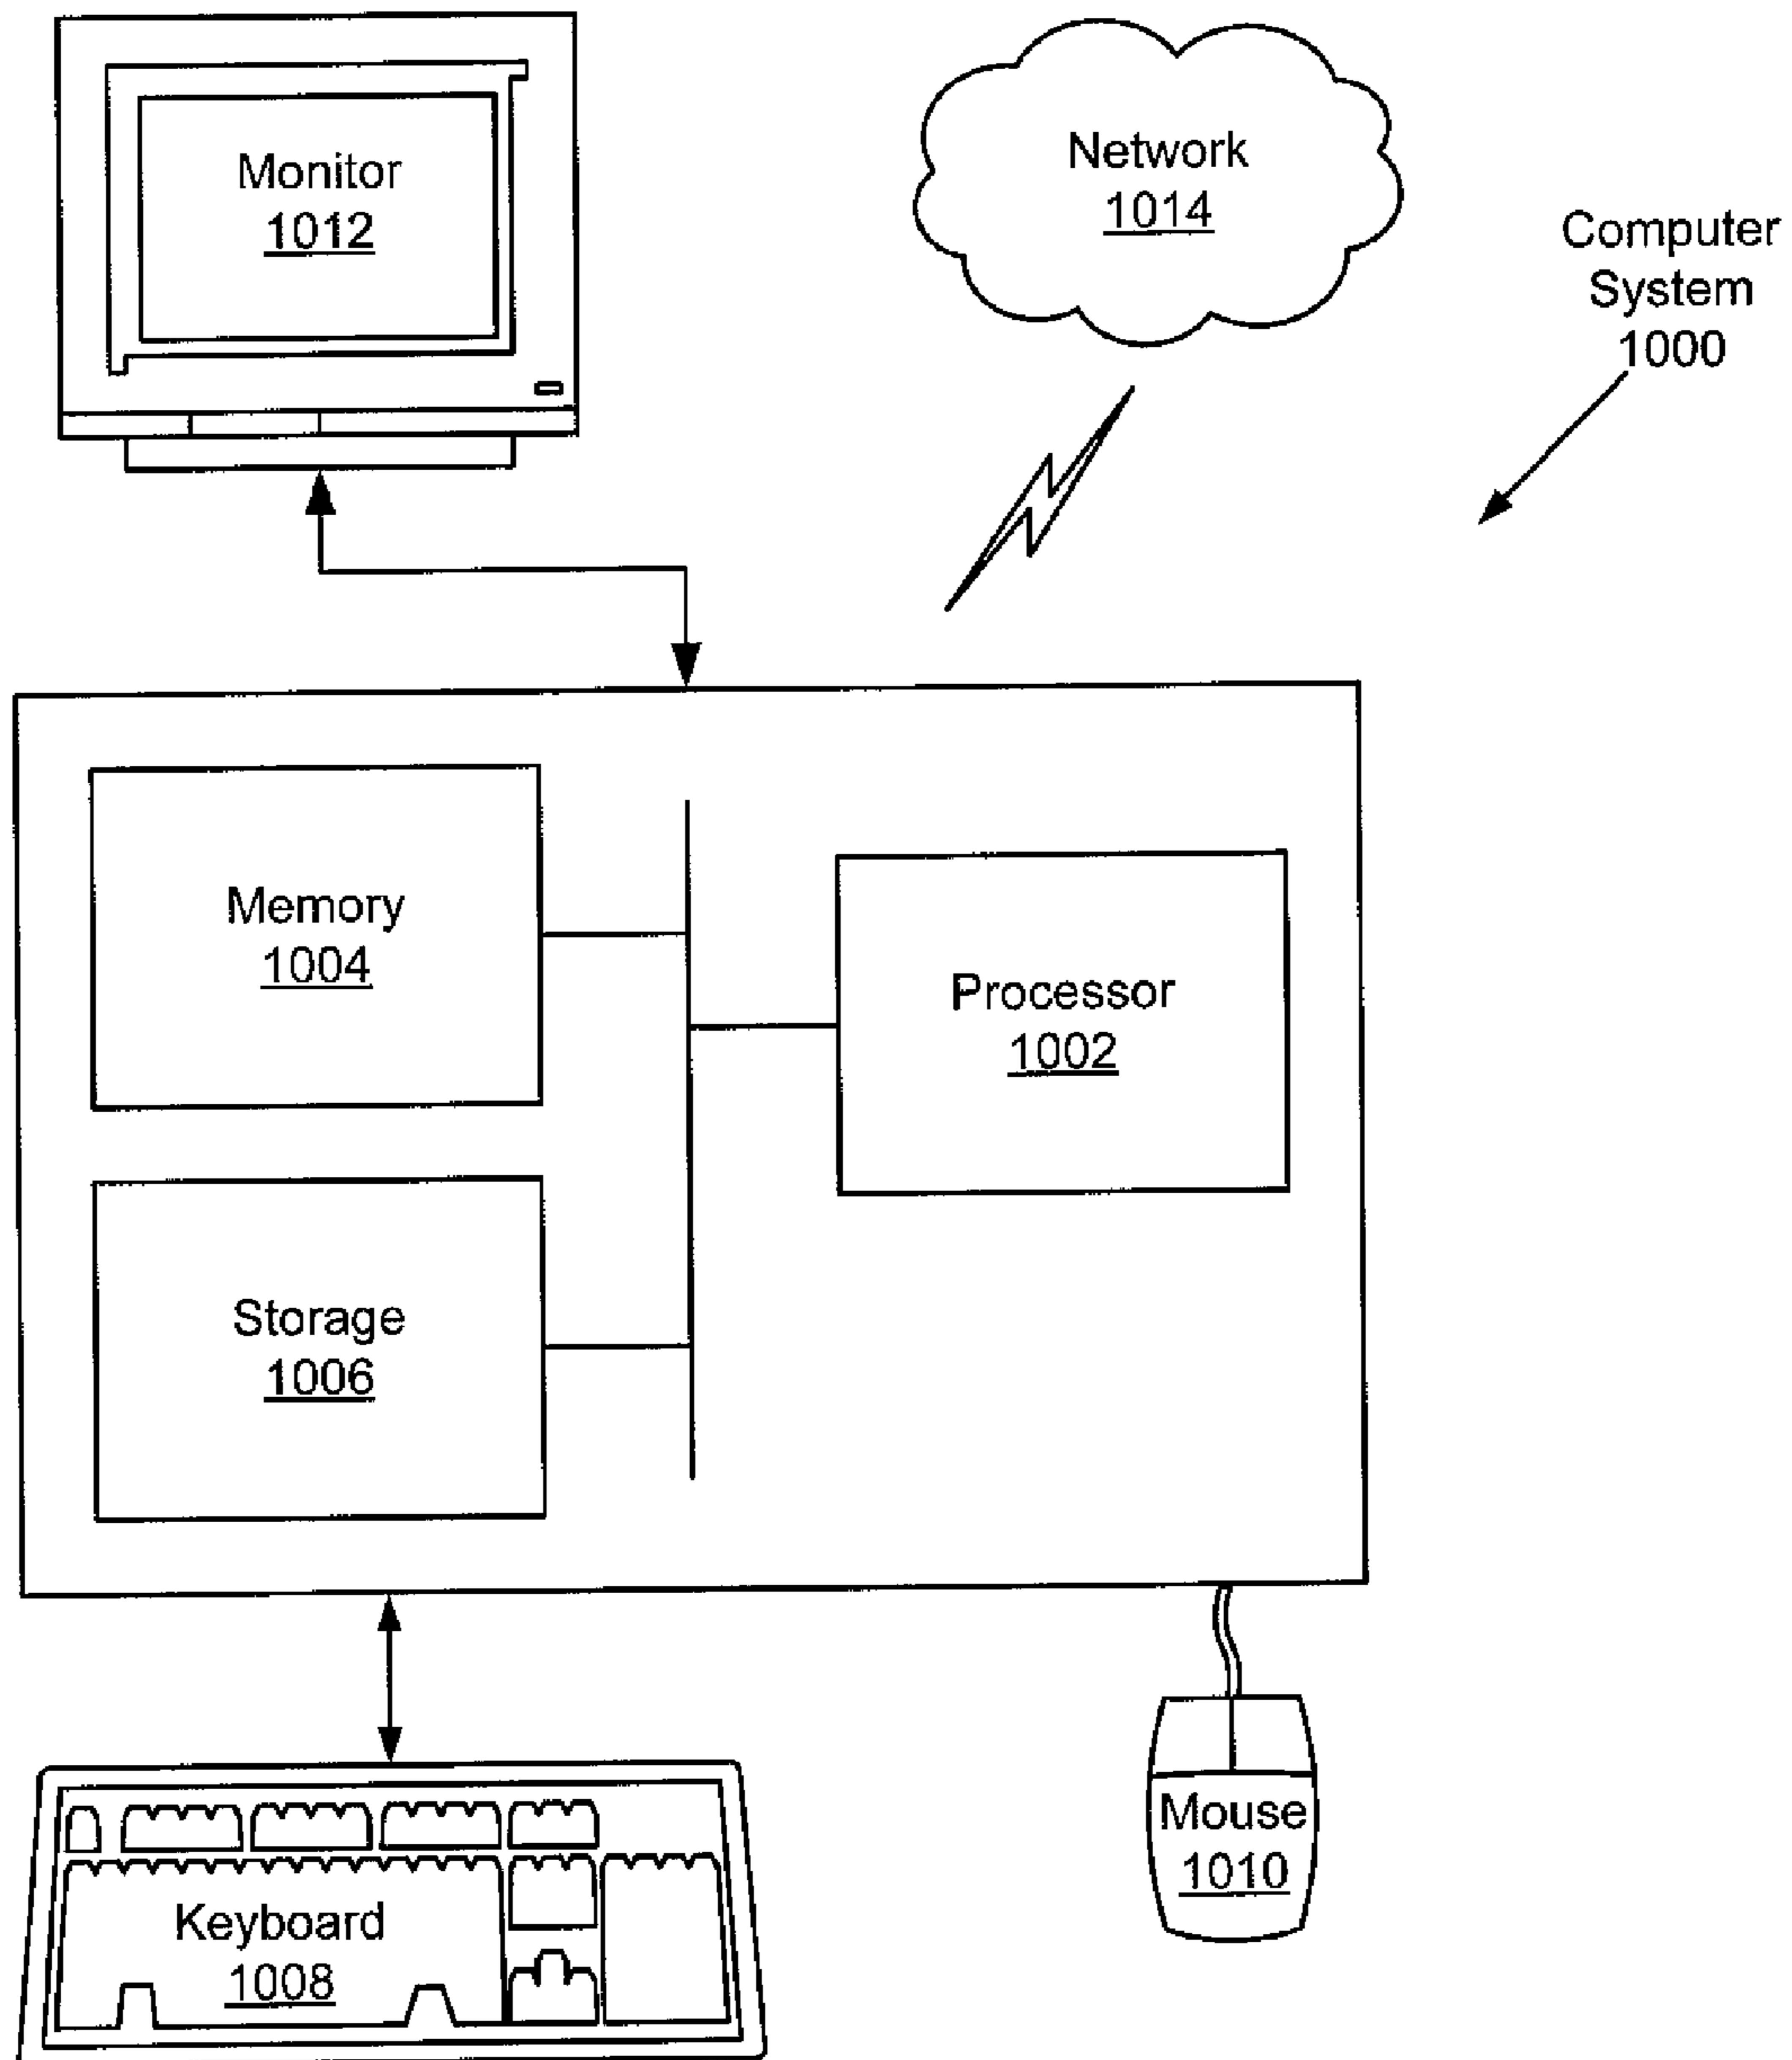 Monitor
1012
Network
1014
Computer
System
1000
Memory
1004
Processor
1002
Storage
1006
Mouse
1010
Keyboard
1008